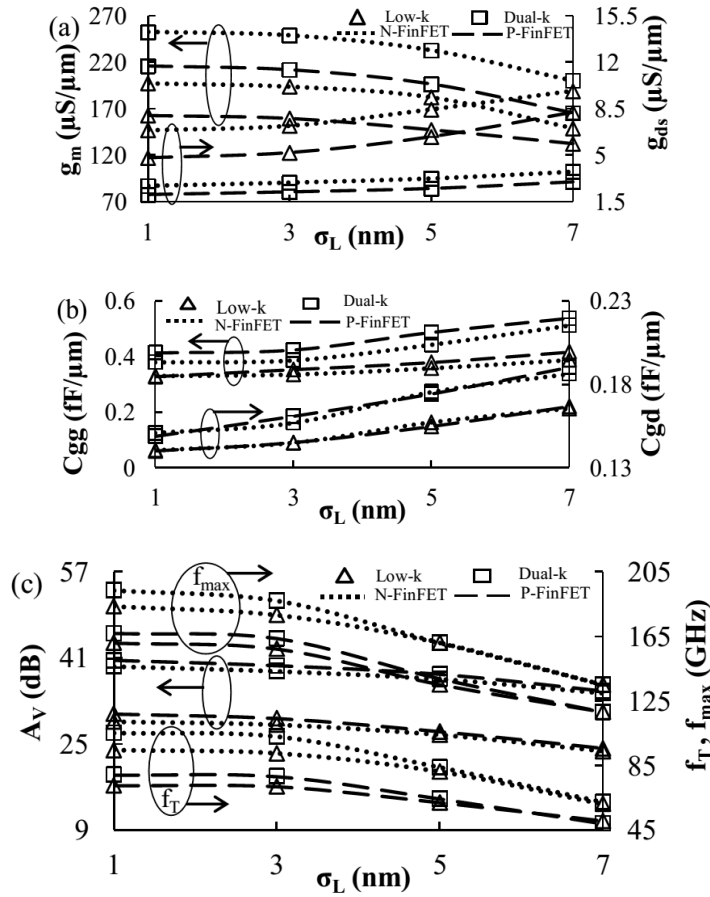 (a)
270
220
170
120
70
gm (µS/µm)
Low-k
Dual-k
N-FinFET
P-FinFET
15.5
12
8.5
5
1.5
gds (µS/µm)
1
3
5
7
σL (nm)
(b)
0.6
0.4
0.2
0
Cgg (fF/µm)
Low-k
Dual-k
N-FinFET
P-FinFET
0.23
0.18
0.13
Cgd (fF/µm)
1
3
5
7
σL (nm)
(c)
57
41
25
9
AV (dB)
fmax
fT
Low-k
Dual-k
N-FinFET
P-FinFET
205
165
125
85
45
fT , fmax (GHz)
1
3
5
7
σL (nm)